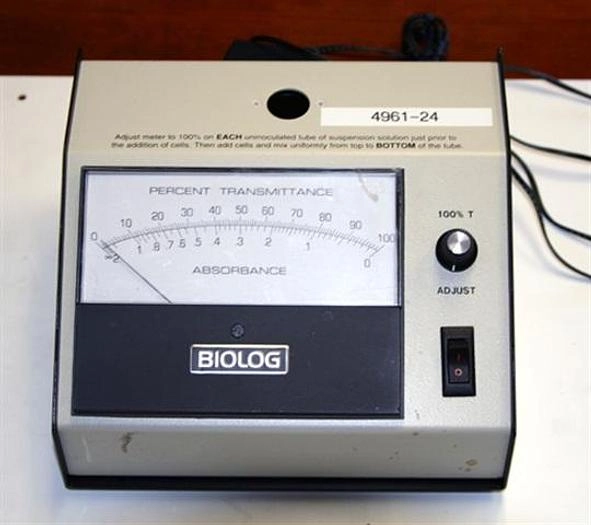 4961-24
Adjust meter to 100% on EACH uninoculated tube of suspension solution just prior to
the addition of cells. Then add cells and mix uniformly from top to BOTTOM of the tube.
PERCENT TRANSMITTANCE
0 10 20 30 40 50 60 70 80 90 100
∞ 2 1 .8 .7 .6 .5 .4 .3 .2 .1 0
ABSORBANCE
100% T
ADJUST
BIOLOG
I
O